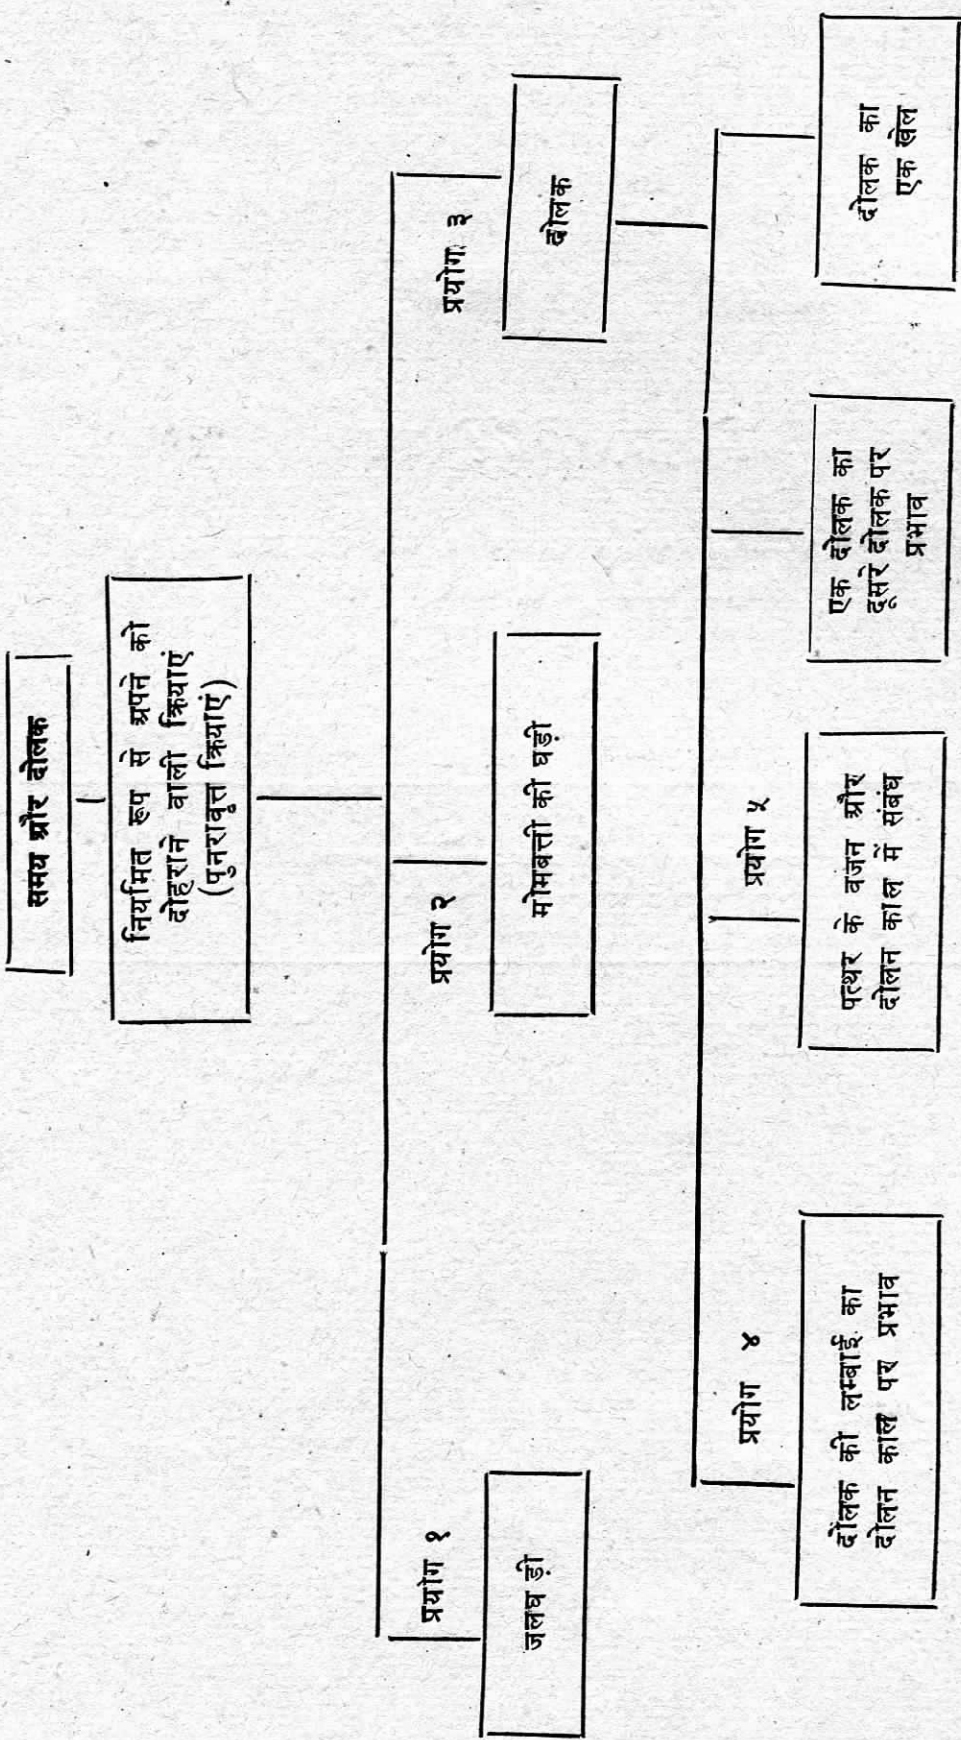 समय और दोलक
नियमित रूप से अपने को
दोहराने वाली क्रियाएं
(पुनरावृत्त क्रियाएं)
प्रयोग १
जलघड़ी
प्रयोग २
मोमबत्ती की घड़ी
प्रयोग ३
दोलक
प्रयोग ४
दोलक की लम्बाई का
दोलन काल पर प्रभाव
प्रयोग ५
पत्थर के वजन और
दोलन काल में संबंध
एक दोलक का
दूसरे दोलक पर
प्रभाव
दोलक का
एक खेल